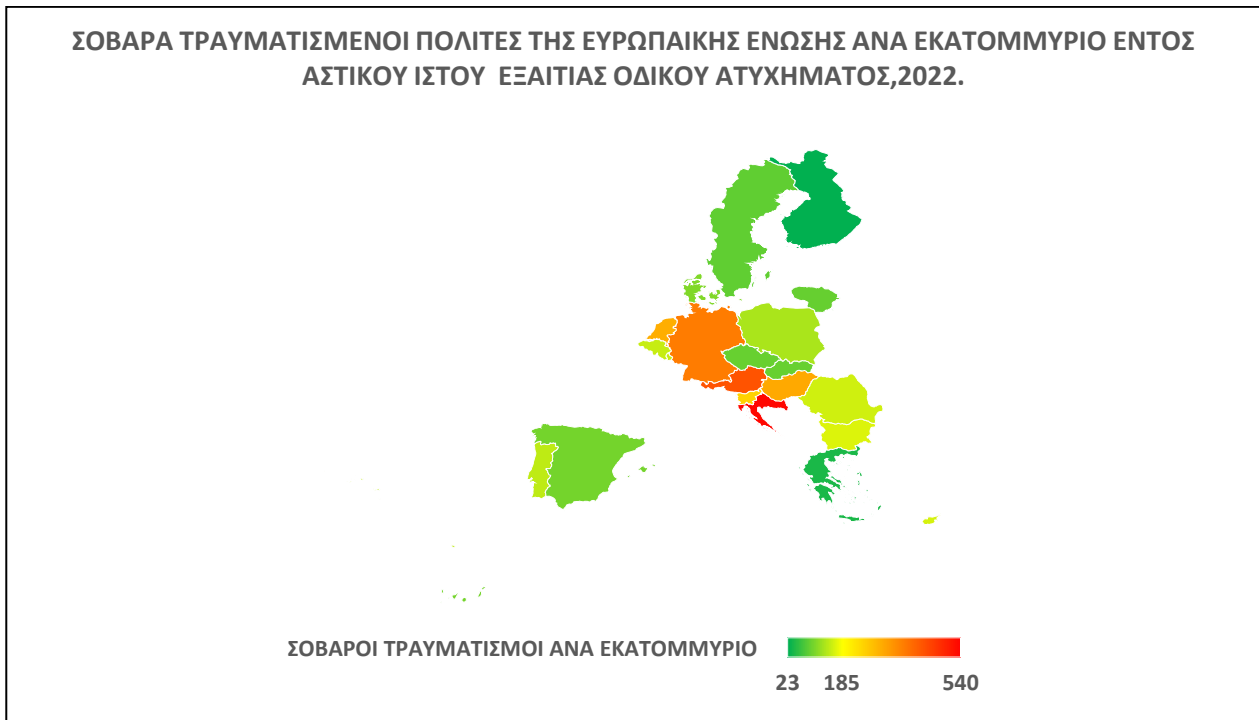 ΣΟΒΑΡΑ ΤΡΑΥΜΑΤΙΣΜΕΝΟΙ ΠΟΛΙΤΕΣ ΤΗΣ ΕΥΡΩΠΑΙΚΗΣ ΕΝΩΣΗΣ ΑΝΑ ΕΚΑΤΟΜΜΥΡΙΟ ΕΝΤΟΣ
ΑΣΤΙΚΟΥ ΙΣΤΟΥ ΕΞΑΙΤΙΑΣ ΟΔΙΚΟΥ ΑΤΥΧΗΜΑΤΟΣ,2022.
ΣΟΒΑΡΟΙ ΤΡΑΥΜΑΤΙΣΜΟΙ ΑΝΑ ΕΚΑΤΟΜΜΥΡΙΟ
23 185 540